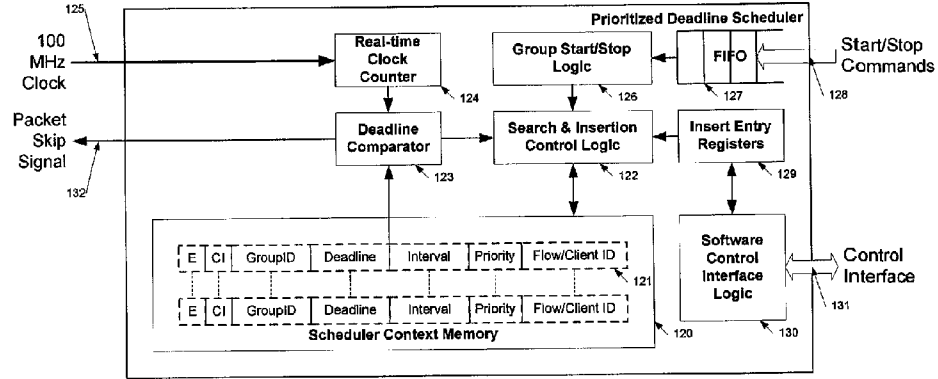 125
Prioritized Deadline Scheduler
100
MHz
Clock
Real-time
Clock
Counter
124
Group Start/Stop
Logic
126
FIFO
127
Start/Stop
Commands
128
Packet
Skip
Signal
132
Deadline
Comparator
123
Search & Insertion
Control Logic
122
Insert Entry
Registers
129
E CI GroupID Deadline Interval Priority Flow/Client ID
121
E CI GroupID Deadline Interval Priority Flow/Client ID
Scheduler Context Memory
120
Software
Control
Interface
Logic
130
Control
Interface
131